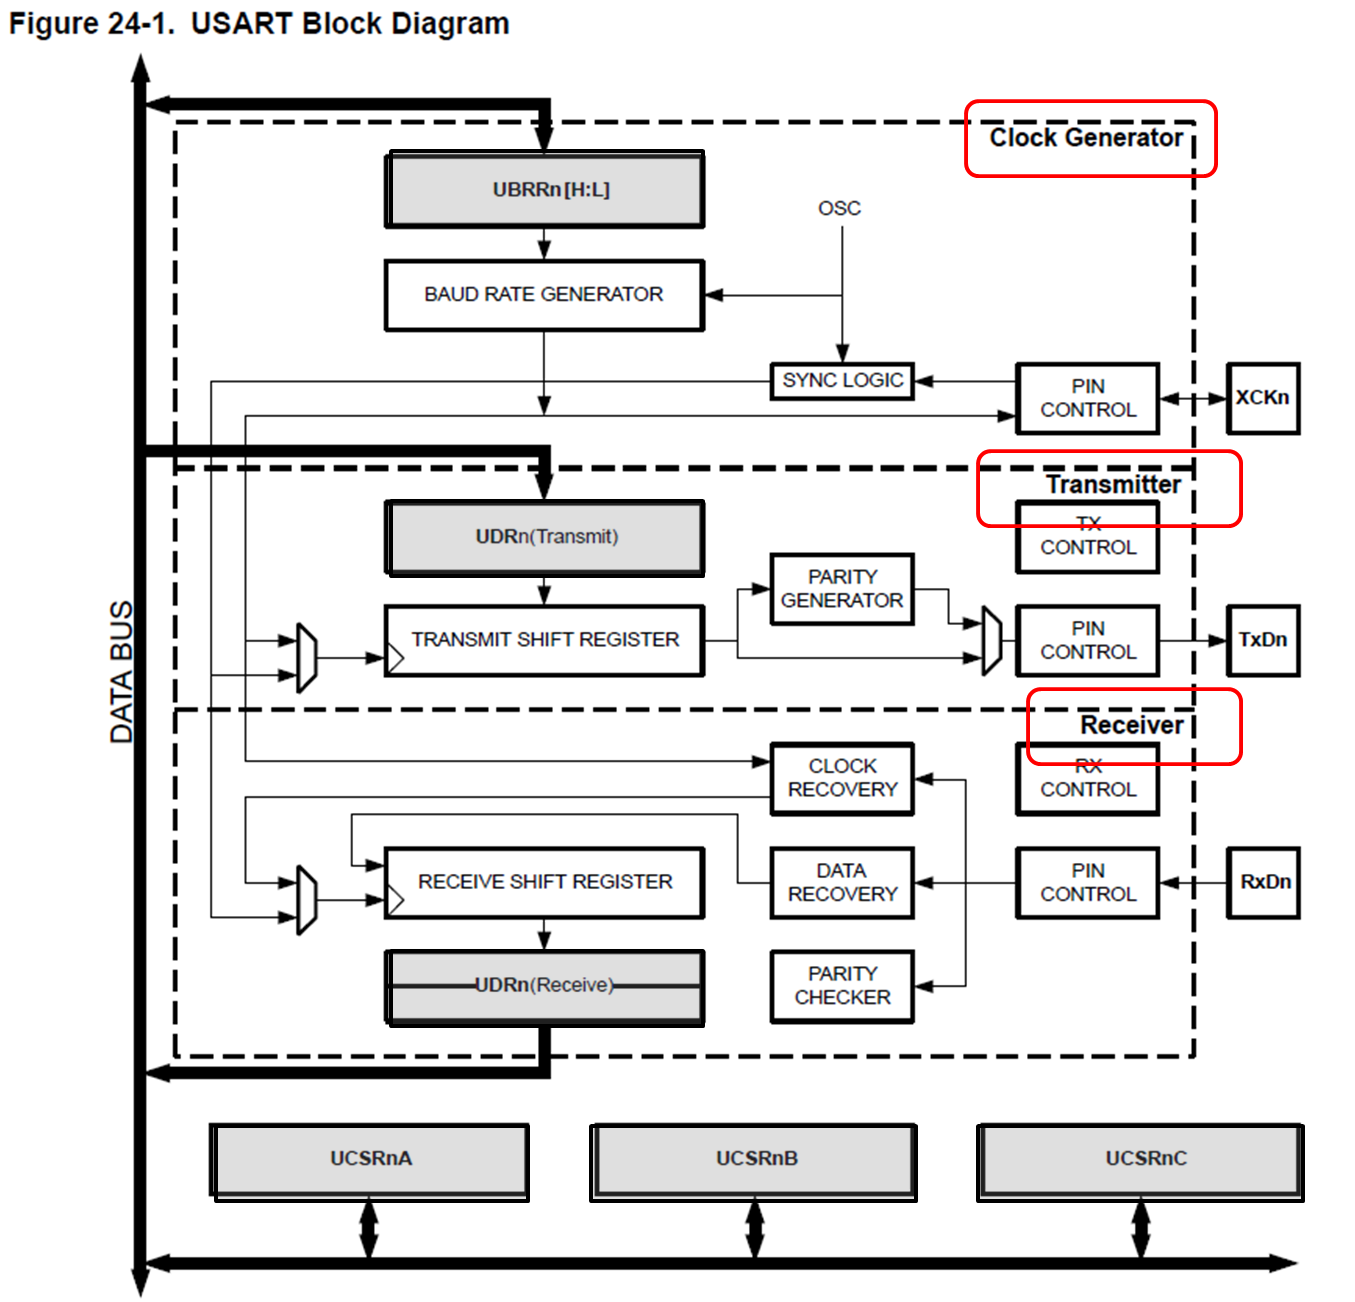 Figure 24-1. USART Block Diagram
Clock Generator
UBRRn [H:L]
OSC
BAUD RATE GENERATOR
SYNC LOGIC
PIN
CONTROL
XCKn
Transmitter
TX
CONTROL
UDRn(Transmit)
PARITY
GENERATOR
TRANSMIT SHIFT REGISTER
PIN
CONTROL
TxDn
DATA BUS
Receiver
CLOCK
RECOVERY
RX
CONTROL
RECEIVE SHIFT REGISTER
DATA
RECOVERY
PIN
CONTROL
RxDn
UDRn(Receive)
PARITY
CHECKER
UCSRnA
UCSRnB
UCSRnC